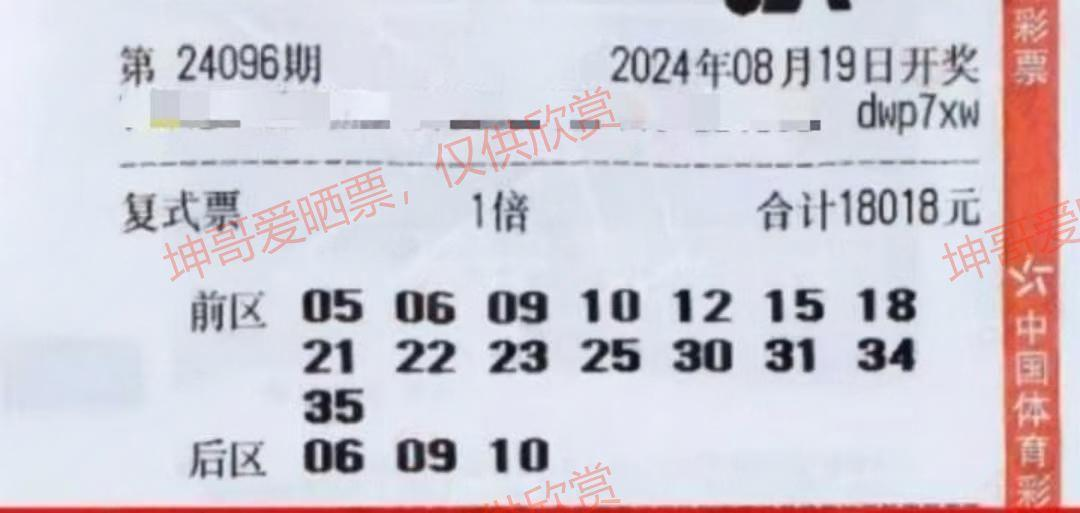 第 24096期 2024年08月19日开奖
dwp7xw
复式票 1倍 合计18018元
前区 05 06 09 10 12 15 18
21 22 23 25 30 31 34
35
后区 06 09 10
坤哥爱晒票，仅供欣赏
坤哥爱
供欣赏
彩票
中国体育彩